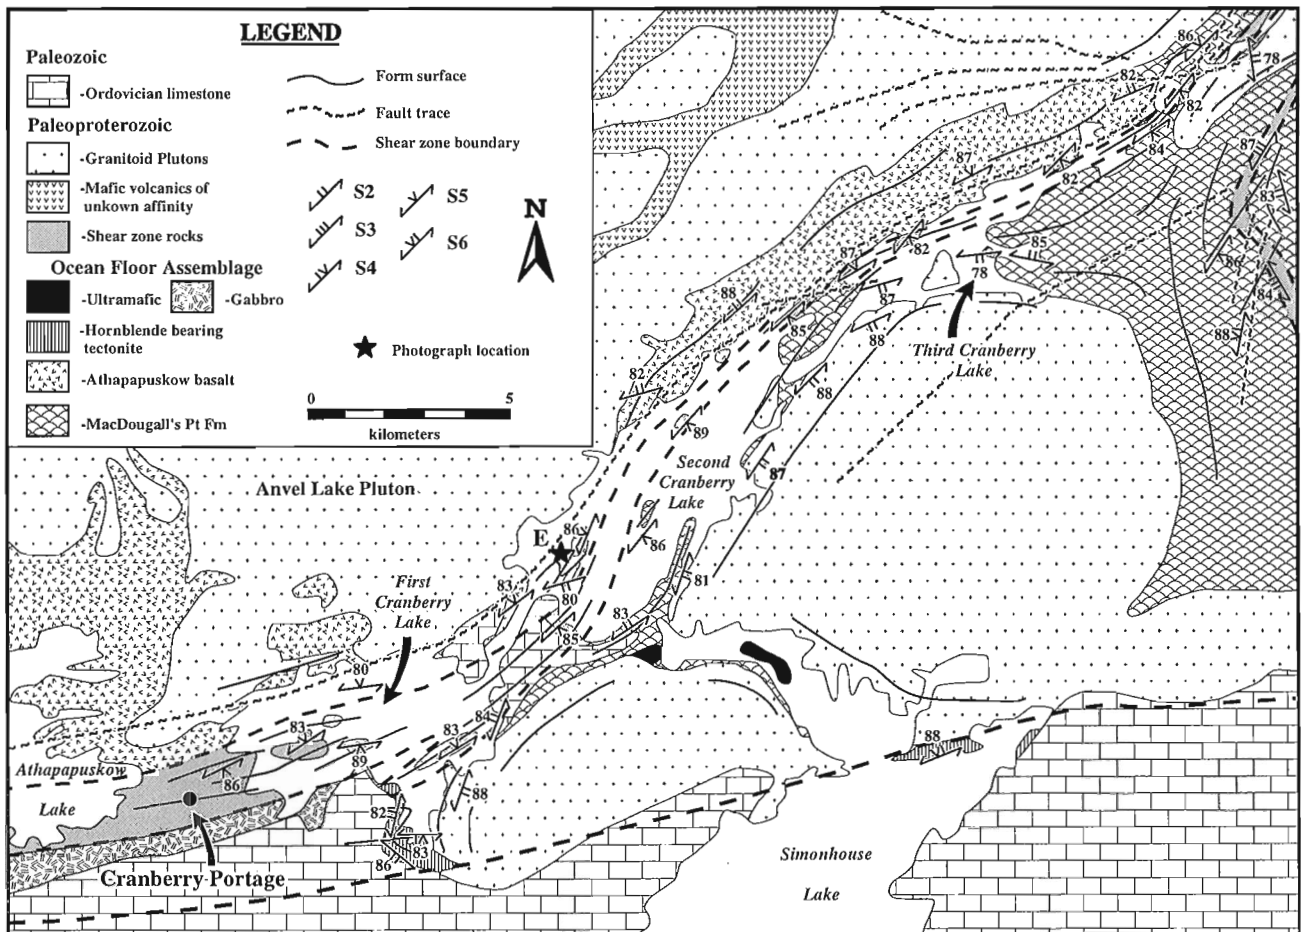 LEGEND
Paleozoic
-Ordovician limestone
Paleoproterozoic
-Granitoid Plutons
-Mafic volcanics of
unkown affinity
-Shear zone rocks
Ocean Floor Assemblage
-Ultramafic
-Gabbro
-Hornblende bearing
tectonite
-Athapapuskow basalt
-MacDougall's Pt Fm
Form surface
Fault trace
Shear zone boundary
S2
S5
S3
S6
S4
N
Photograph location
0
5
kilometers
86
78
82
82
84
87
82
87
83
87
82
85
78
86
84
88
87
88
85
88
Third Cranberry
Lake
82
88
89
Second
Cranberry
Lake
87
Anvel Lake Pluton
E
86
86
First
Cranberry
Lake
83
80
81
83
85
80
84
83
83
89
88
Athapapuskow
Lake
86
88
82
83
86
Cranberry Portage
Simonhouse
Lake